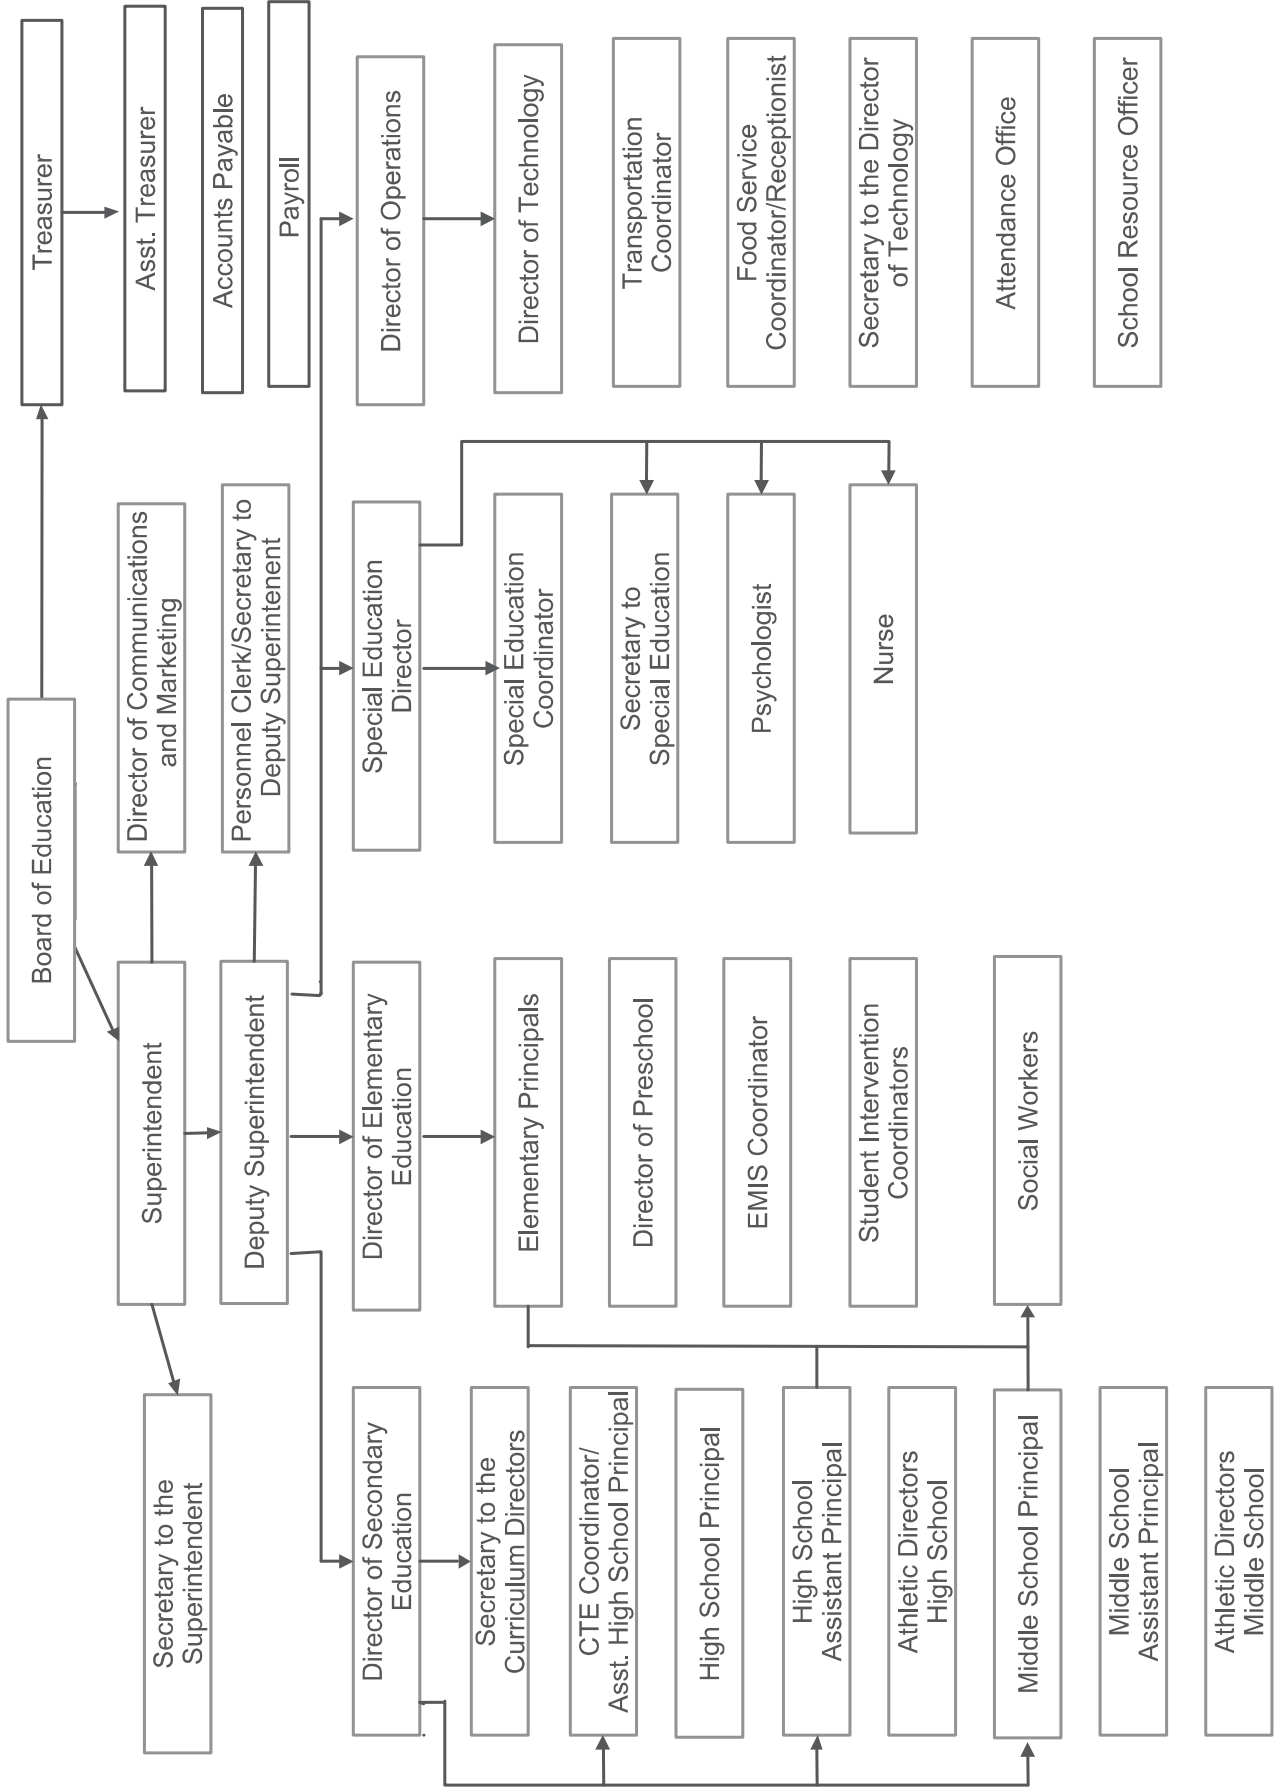 Board of Education
Treasurer
Asst. Treasurer
Accounts Payable
Payroll
Superintendent
Director of Communications
and Marketing
Secretary to the
Superintendent
Deputy Superintendent
Personnel Clerk/Secretary to
Deputy Superintenent
Director of Secondary
Education
Director of Elementary
Education
Special Education
Director
Director of Operations
Secretary to the
Curriculum Directors
CTE Coordinator/
Asst. High School Principal
High School Principal
High School
Assistant Principal
Athletic Directors
High School
Middle School Principal
Middle School
Assistant Principal
Athletic Directors
Middle School
Elementary Principals
Director of Preschool
EMIS Coordinator
Student Intervention
Coordinators
Social Workers
Special Education
Coordinator
Secretary to
Special Education
Psychologist
Nurse
Director of Technology
Transportation
Coordinator
Food Service
Coordinator/Receptionist
Secretary to the Director
of Technology
Attendance Office
School Resource Officer